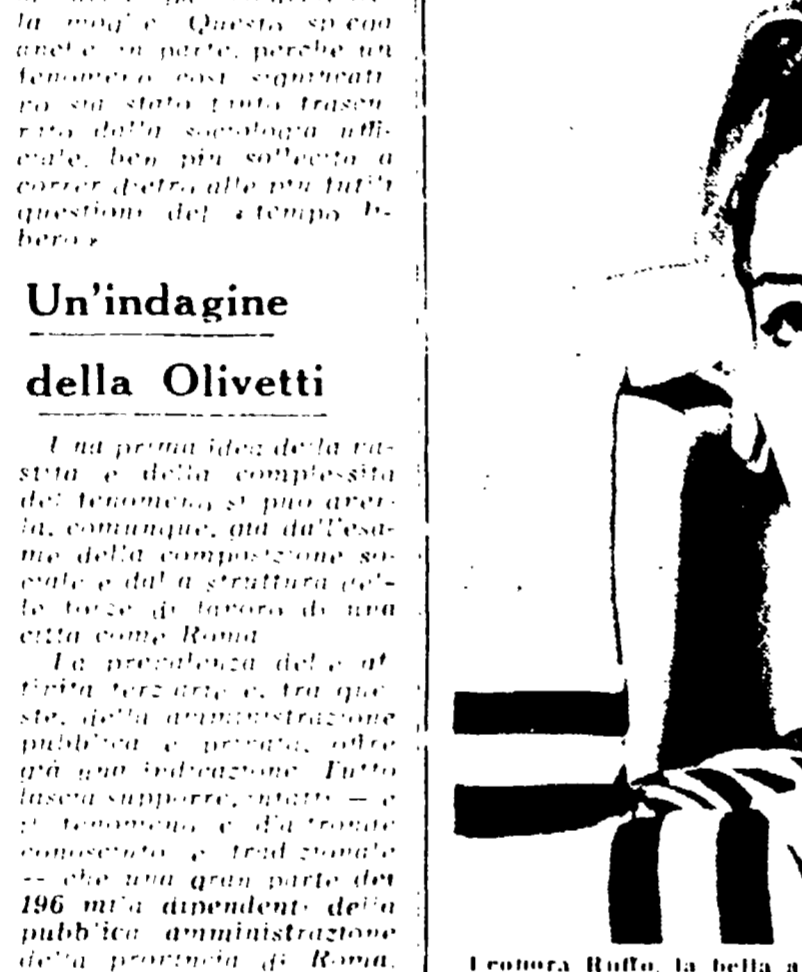 la moglie Questo spiega
anche in parte, perché un
fenomeno così significati-
vo sia stato tanto trascu-
rato dalla sociologia uffi-
ciale, ben più sollecita a
correr dietro alle più futili
questioni del « tempo li-
bero »
Un'indagine
della Olivetti
Una prima idea della va-
stità e della complessità
del fenomeno si può aver-
la, comunque, già dall'esa-
me della composizione so-
ciale e dalla struttura del-
le forze di lavoro di una
città come Roma
La prevalenza delle at-
tività terziarie e, tra que-
ste, della amministrazione
pubblica e privata, offre
già una indicazione Tutto
lascia supporre, infatti — e
il fenomeno è d'altronde
conosciuto e tradizionale
-- che una gran parte dei
196 mila dipendenti della
pubblica amministrazione
della provincia di Roma,
Leonora Ruffo, la bella a